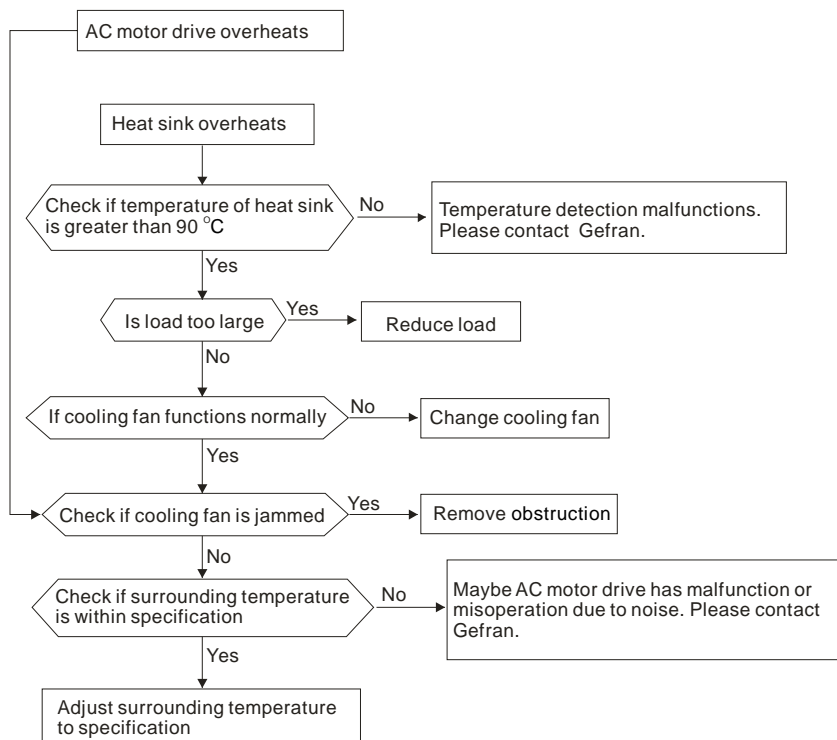 AC motor drive overheats
Heat sink overheats
Check if temperature of heat sink
is greater than 90 °C
No
Temperature detection malfunctions.
Please contact Gefran.
Yes
Is load too large
Yes
Reduce load
No
If cooling fan functions normally
No
Change cooling fan
Yes
Check if cooling fan is jammed
Yes
Remove obstruction
No
Check if surrounding temperature
is within specification
No
Maybe AC motor drive has malfunction or
misoperation due to noise. Please contact
Gefran.
Yes
Adjust surrounding temperature
to specification